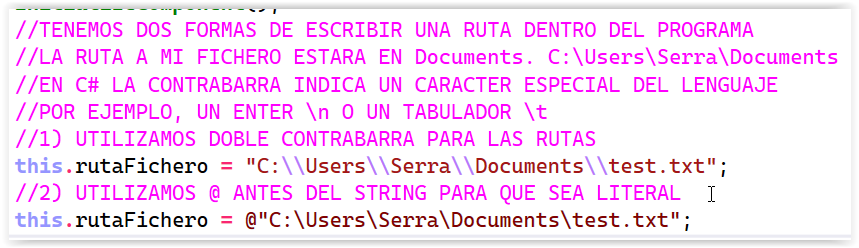 //TENEMOS DOS FORMAS DE ESCRIBIR UNA RUTA DENTRO DEL PROGRAMA
//LA RUTA A MI FICHERO ESTARA EN Documents. C:\Users\Serra\Documents
//EN C# LA CONTRABARRA INDICA UN CARACTER ESPECIAL DEL LENGUAJE
//POR EJEMPLO, UN ENTER \n O UN TABULADOR \t
//1) UTILIZAMOS DOBLE CONTRABARRA PARA LAS RUTAS
this.rutaFichero = "C:\\Users\\Serra\\Documents\\test.txt";
//2) UTILIZAMOS @ ANTES DEL STRING PARA QUE SEA LITERAL
this.rutaFichero = @"C:\Users\Serra\Documents\test.txt";